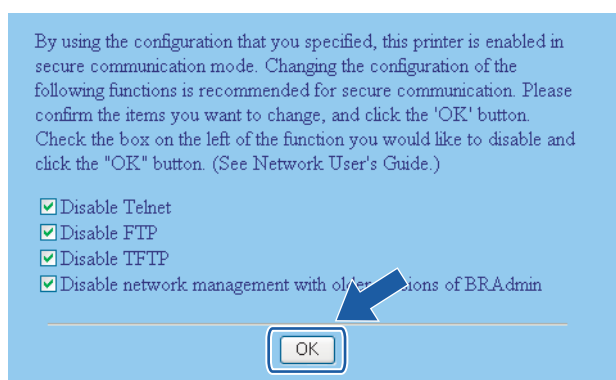 By using the configuration that you specified, this printer is enabled in
secure communication mode. Changing the configuration of the
following functions is recommended for secure communication. Please
confirm the items you want to change, and click the 'OK' button.
Check the box on the left of the function you would like to disable and
click the "OK" button. (See Network User's Guide.)
Disable Telnet
Disable FTP
Disable TFTP
Disable network management with older of BRAdmin
OK